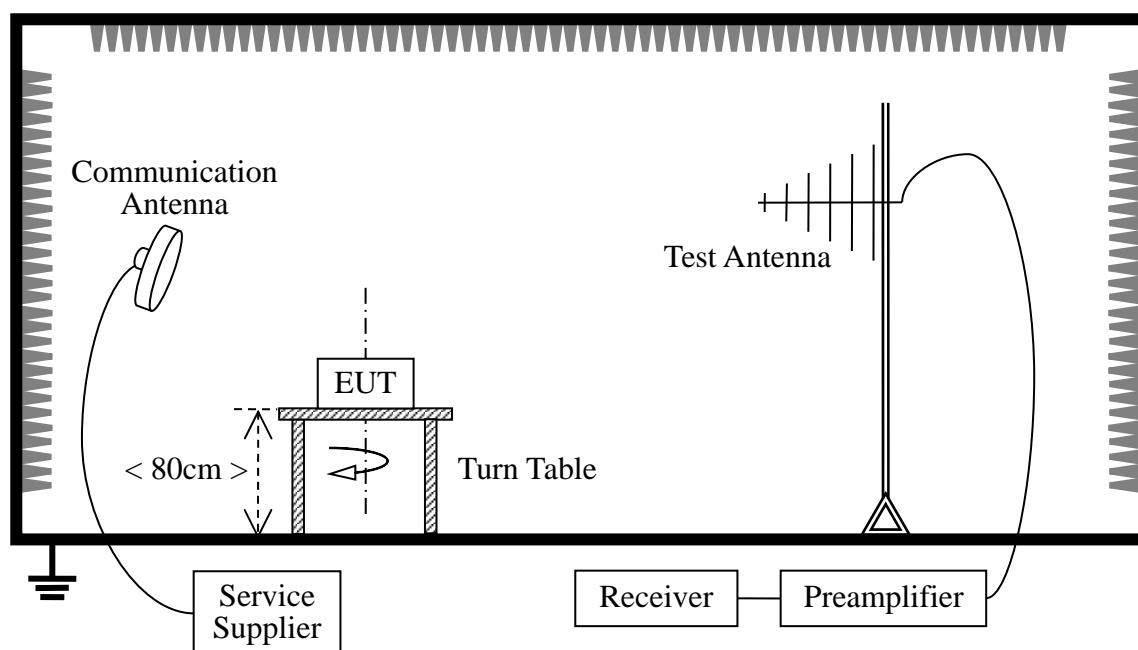 Communication
Antenna
Test Antenna
EUT
< 80cm >
Turn Table
Service
Supplier
Receiver
Preamplifier